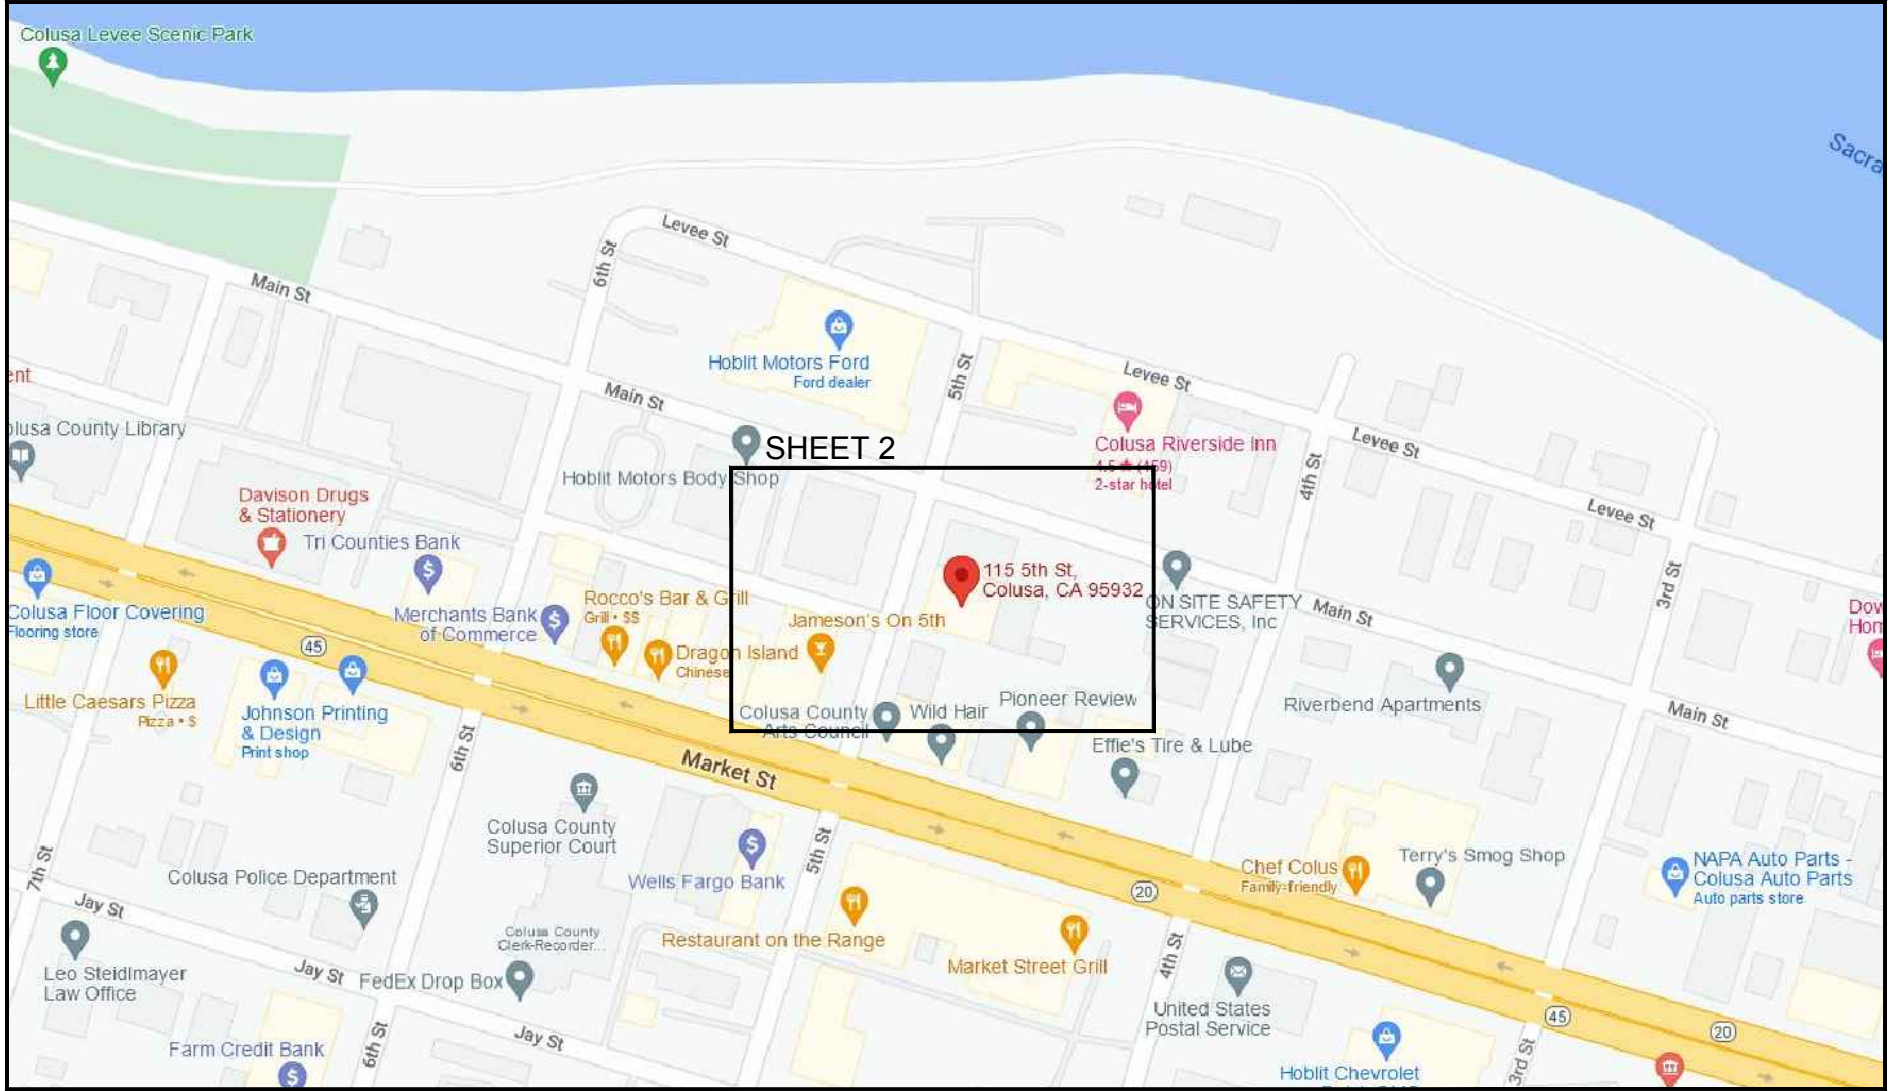 Colusa Levee Scenic Park
Sacra
Levee St
6th St
Main St
Hoblit Motors Ford
Ford dealer
5th St
Levee St
ent
Main St
Colusa Riverside Inn
2-star hotel
Levee St
olusa County Library
SHEET 2
Hoblit Motors Body Shop
4th St
Davison Drugs
& Stationery
Levee St
Tri Counties Bank
115 5th St,
Colusa, CA 95932
3rd St
Colusa Floor Covering
Flooring store
Merchants Bank
of Commerce
Rocco's Bar & Grill
Grill • $$
Jameson's On 5th
ON SITE SAFETY
SERVICES, Inc
Main St
Dov
Hom
45
Dragon Island
Chinese
Little Caesars Pizza
Pizza • $
Johnson Printing
& Design
Print shop
Colusa County
Arts Council
Wild Hair
Pioneer Review
Riverbend Apartments
Main St
6th St
Market St
Effie's Tire & Lube
Colusa County
Superior Court
7th St
Colusa Police Department
Wells Fargo Bank
5th St
20
Chef Colus
Family-friendly
Terry's Smog Shop
NAPA Auto Parts -
Colusa Auto Parts
Auto parts store
Jay St
Colusa County
Clerk-Recorder...
Restaurant on the Range
Market Street Grill
4th St
Leo Steidlmayer
Law Office
Jay St
FedEx Drop Box
United States
Postal Service
45
20
6th St
Jay St
Farm Credit Bank
Hoblit Chevrolet
3rd St